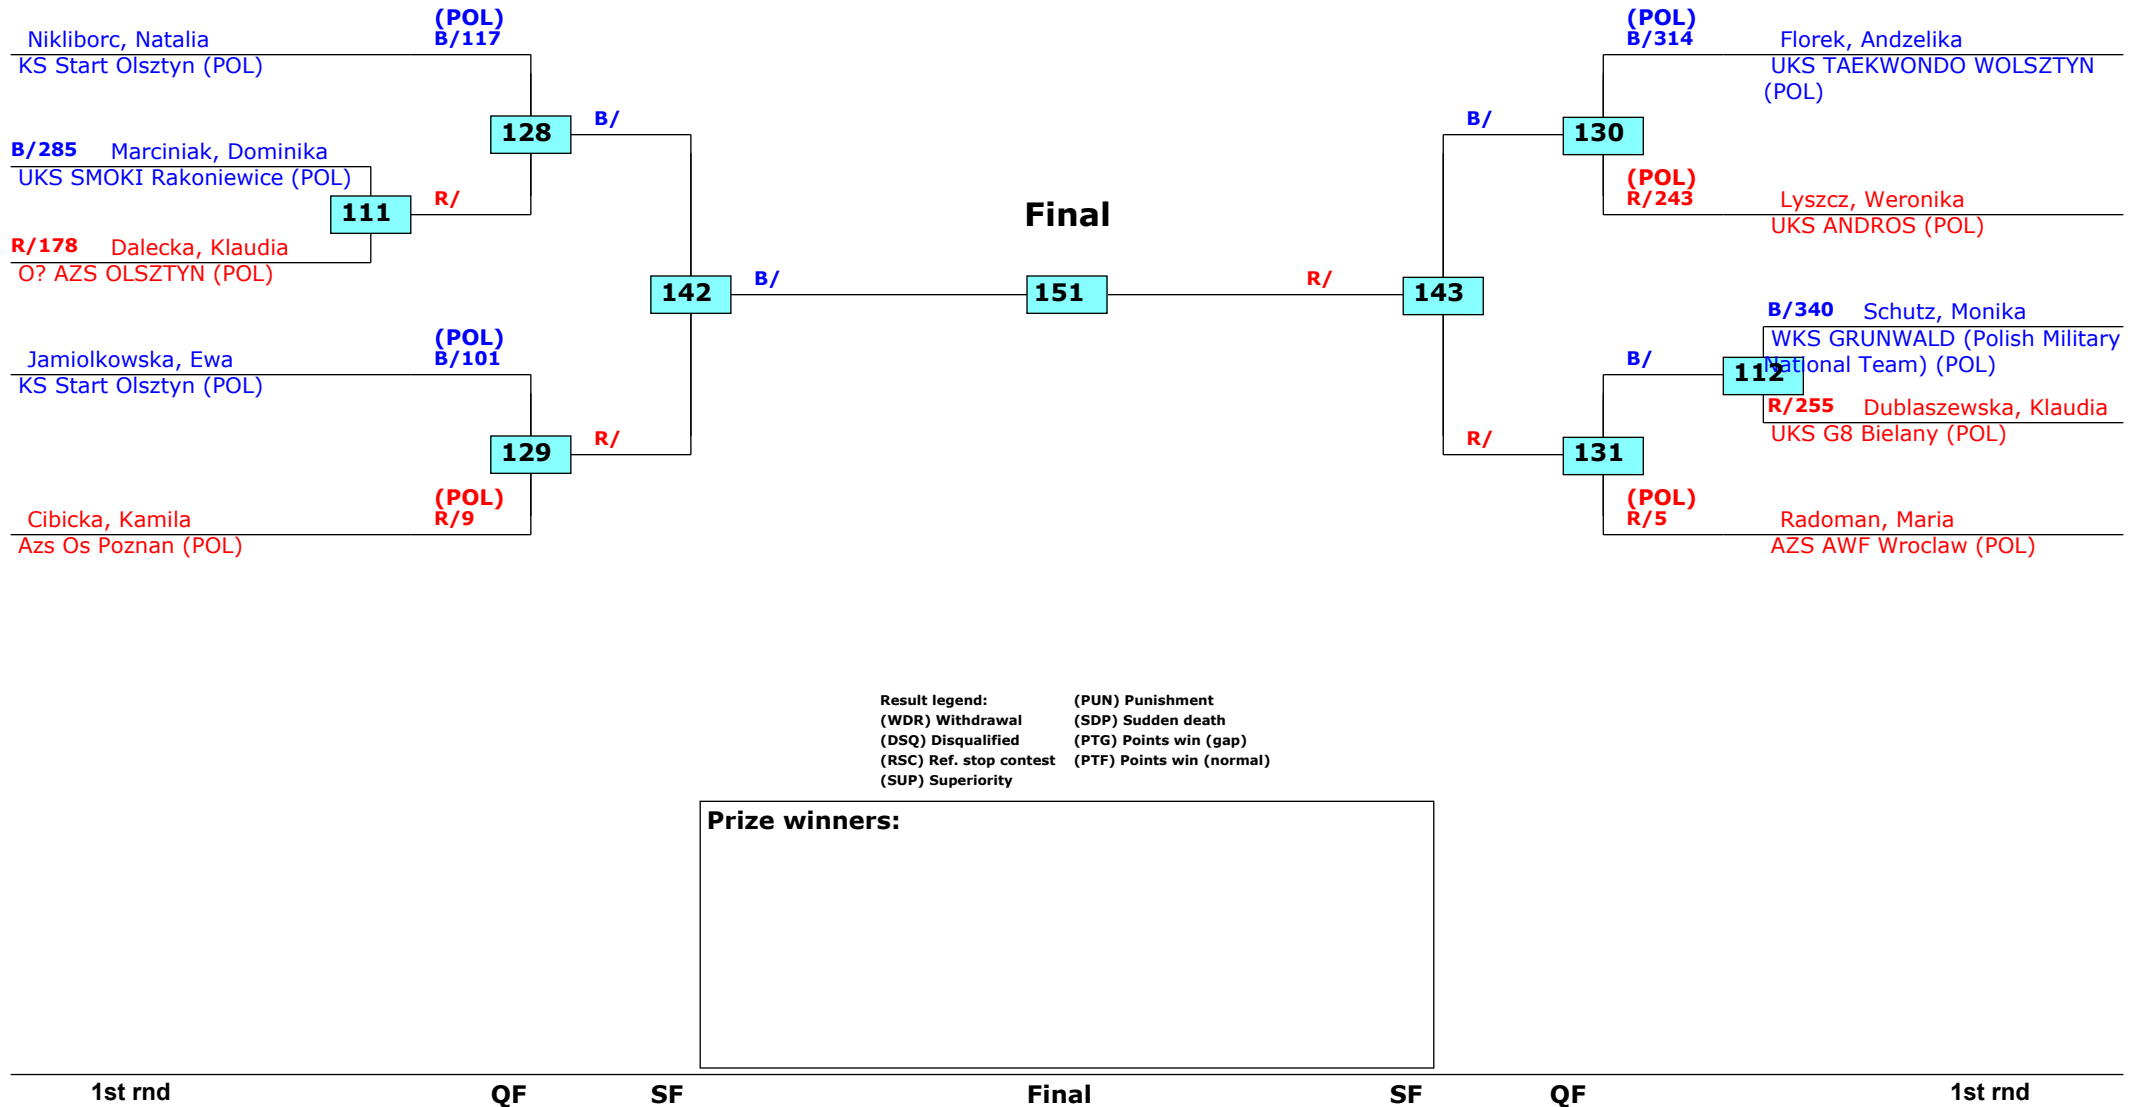 (POL)
Nikliborc, Natalia B/117
KS Start Olsztyn (POL)
128
B/
B/285 Marciniak, Dominika
UKS SMOKI Rakoniewice (POL)
111
R/
R/178 Dalecka, Klaudia
O? AZS OLSZTYN (POL)
142
B/
(POL)
Jamiolkowska, Ewa B/101
KS Start Olsztyn (POL)
129
R/
(POL)
Cibicka, Kamila R/9
Azs Os Poznan (POL)
Final
151
(POL)
B/314 Florek, Andzelika
UKS TAEKWONDO WOLSZTYN
(POL)
B/
130
(POL)
R/243 Lyszcz, Weronika
UKS ANDROS (POL)
R/
143
B/340 Schutz, Monika
WKS GRUNWALD (Polish Military
National Team) (POL)
B/
112
R/255 Dublaszewska, Klaudia
UKS G8 Bielany (POL)
R/
131
(POL)
R/5 Radoman, Maria
AZS AWF Wroclaw (POL)
Result legend: (PUN) Punishment
(WDR) Withdrawal (SDP) Sudden death
(DSQ) Disqualified (PTG) Points win (gap)
(RSC) Ref. stop contest (PTF) Points win (normal)
(SUP) Superiority
Prize winners:
1st rnd QF SF Final SF QF 1st rnd